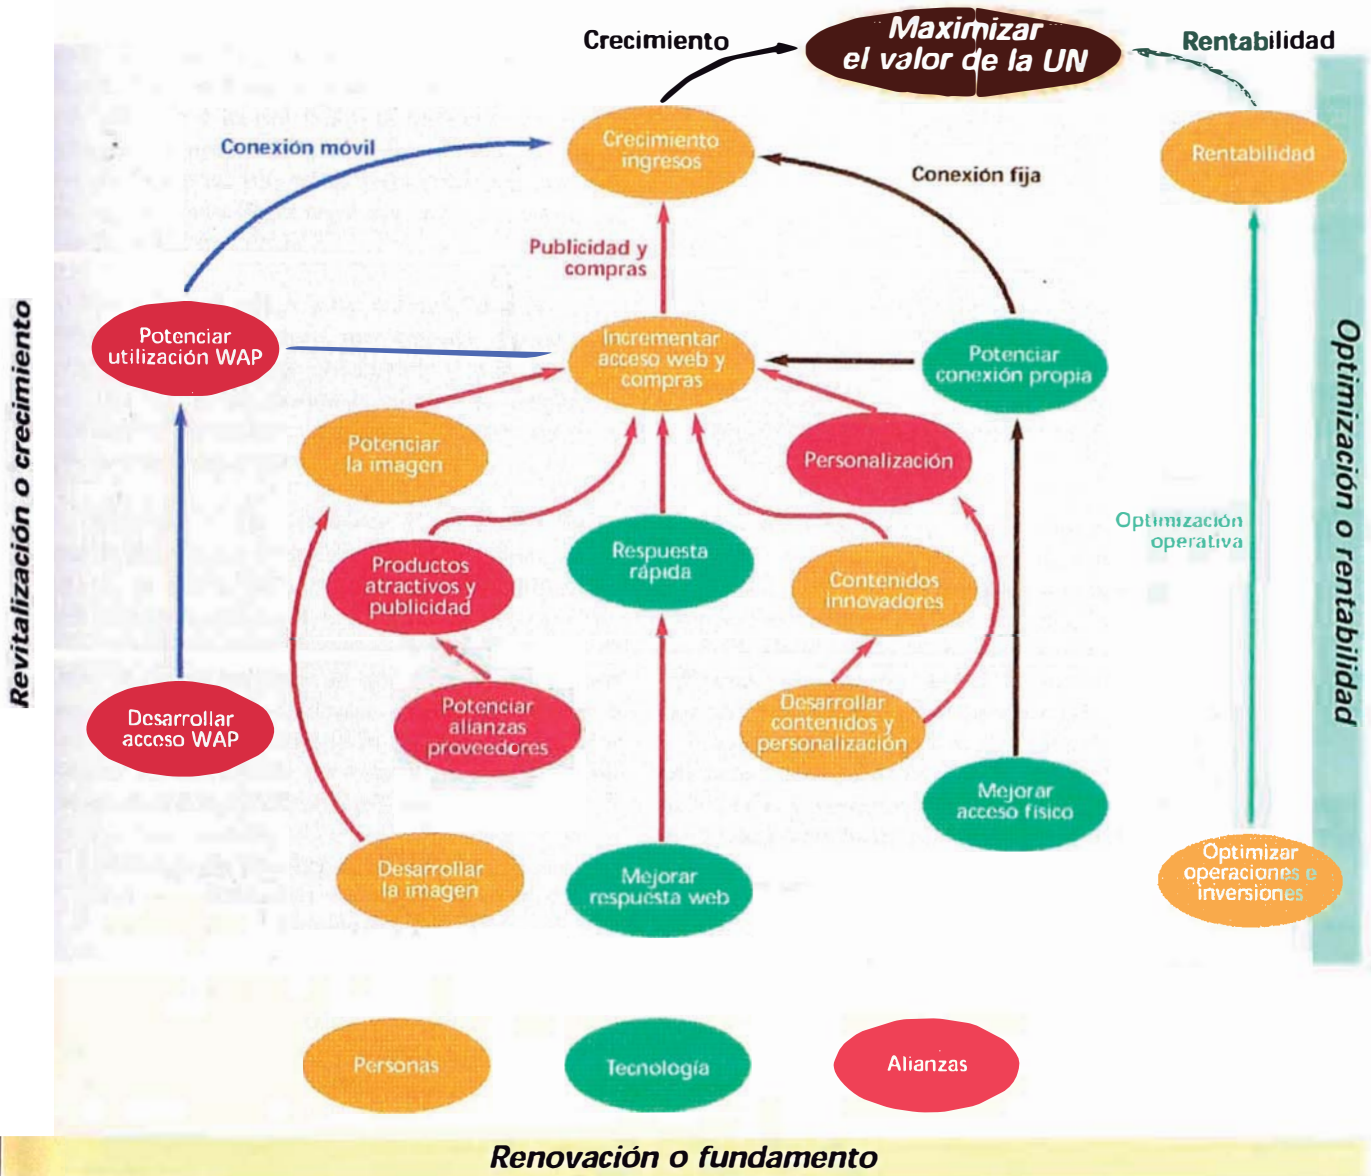 Crecimiento
Maximizar
el valor de la UN
Rentabilidad
Conexión móvil
Crecimiento
ingresos
Conexión fija
Rentabilidad
Publicidad y
compras
Revitalización o crecimiento
Optimización o rentabilidad
Potenciar
utilización WAP
Incrementar
acceso web y
compras
Potenciar
conexión propia
Potenciar
la imagen
Personalización
Optimización
operativa
Productos
atractivos y
publicidad
Respuesta
rápida
Contenidos
innovadores
Desarrollar
acceso WAP
Potenciar
alianzas
proveedores
Desarrollar
contenidos y
personalización
Mejorar
acceso físico
Desarrollar
la imagen
Mejorar
respuesta web
Optimizar
operaciones e
inversiones
Personas
Tecnología
Alianzas
Renovación o fundamento